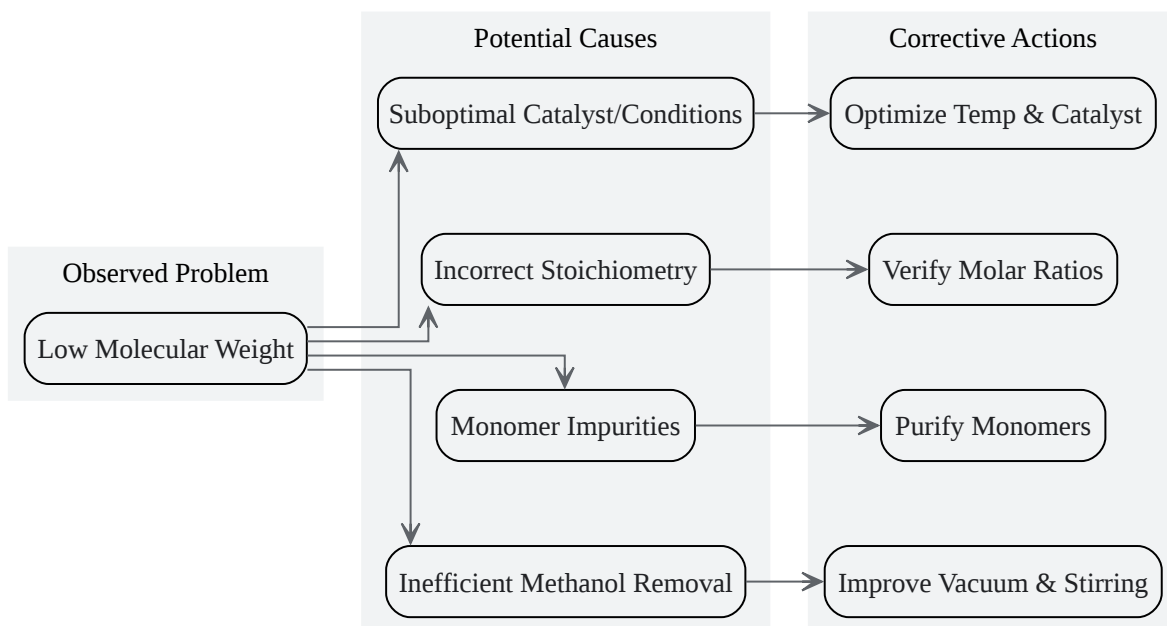 Potential Causes
Corrective Actions
Suboptimal Catalyst/Conditions
Optimize Temp & Catalyst
Incorrect Stoichiometry
Verify Molar Ratios
Observed Problem
Low Molecular Weight
Monomer Impurities
Purify Monomers
Inefficient Methanol Removal
Improve Vacuum & Stirring